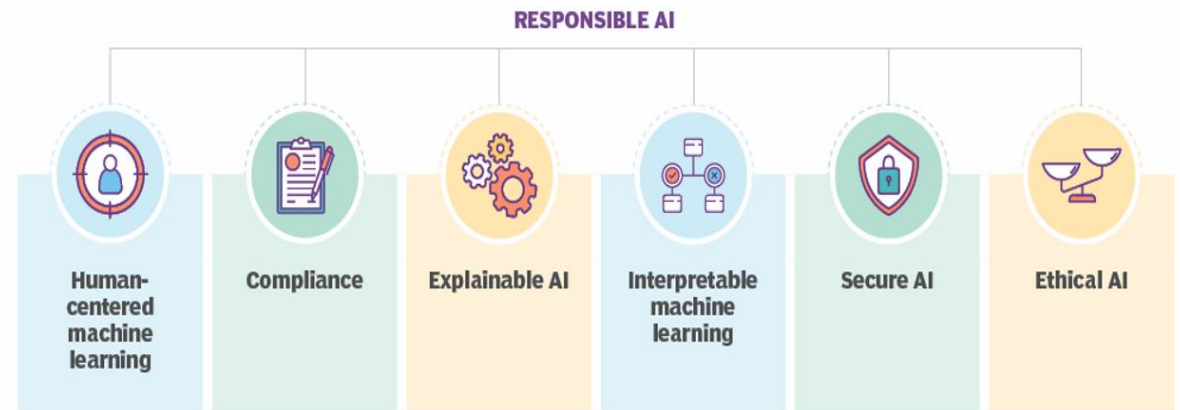 RESPONSIBLE AI
Human-
centered
machine
learning
Compliance
Explainable AI
Interpretable
machine
learning
Secure AI
Ethical AI